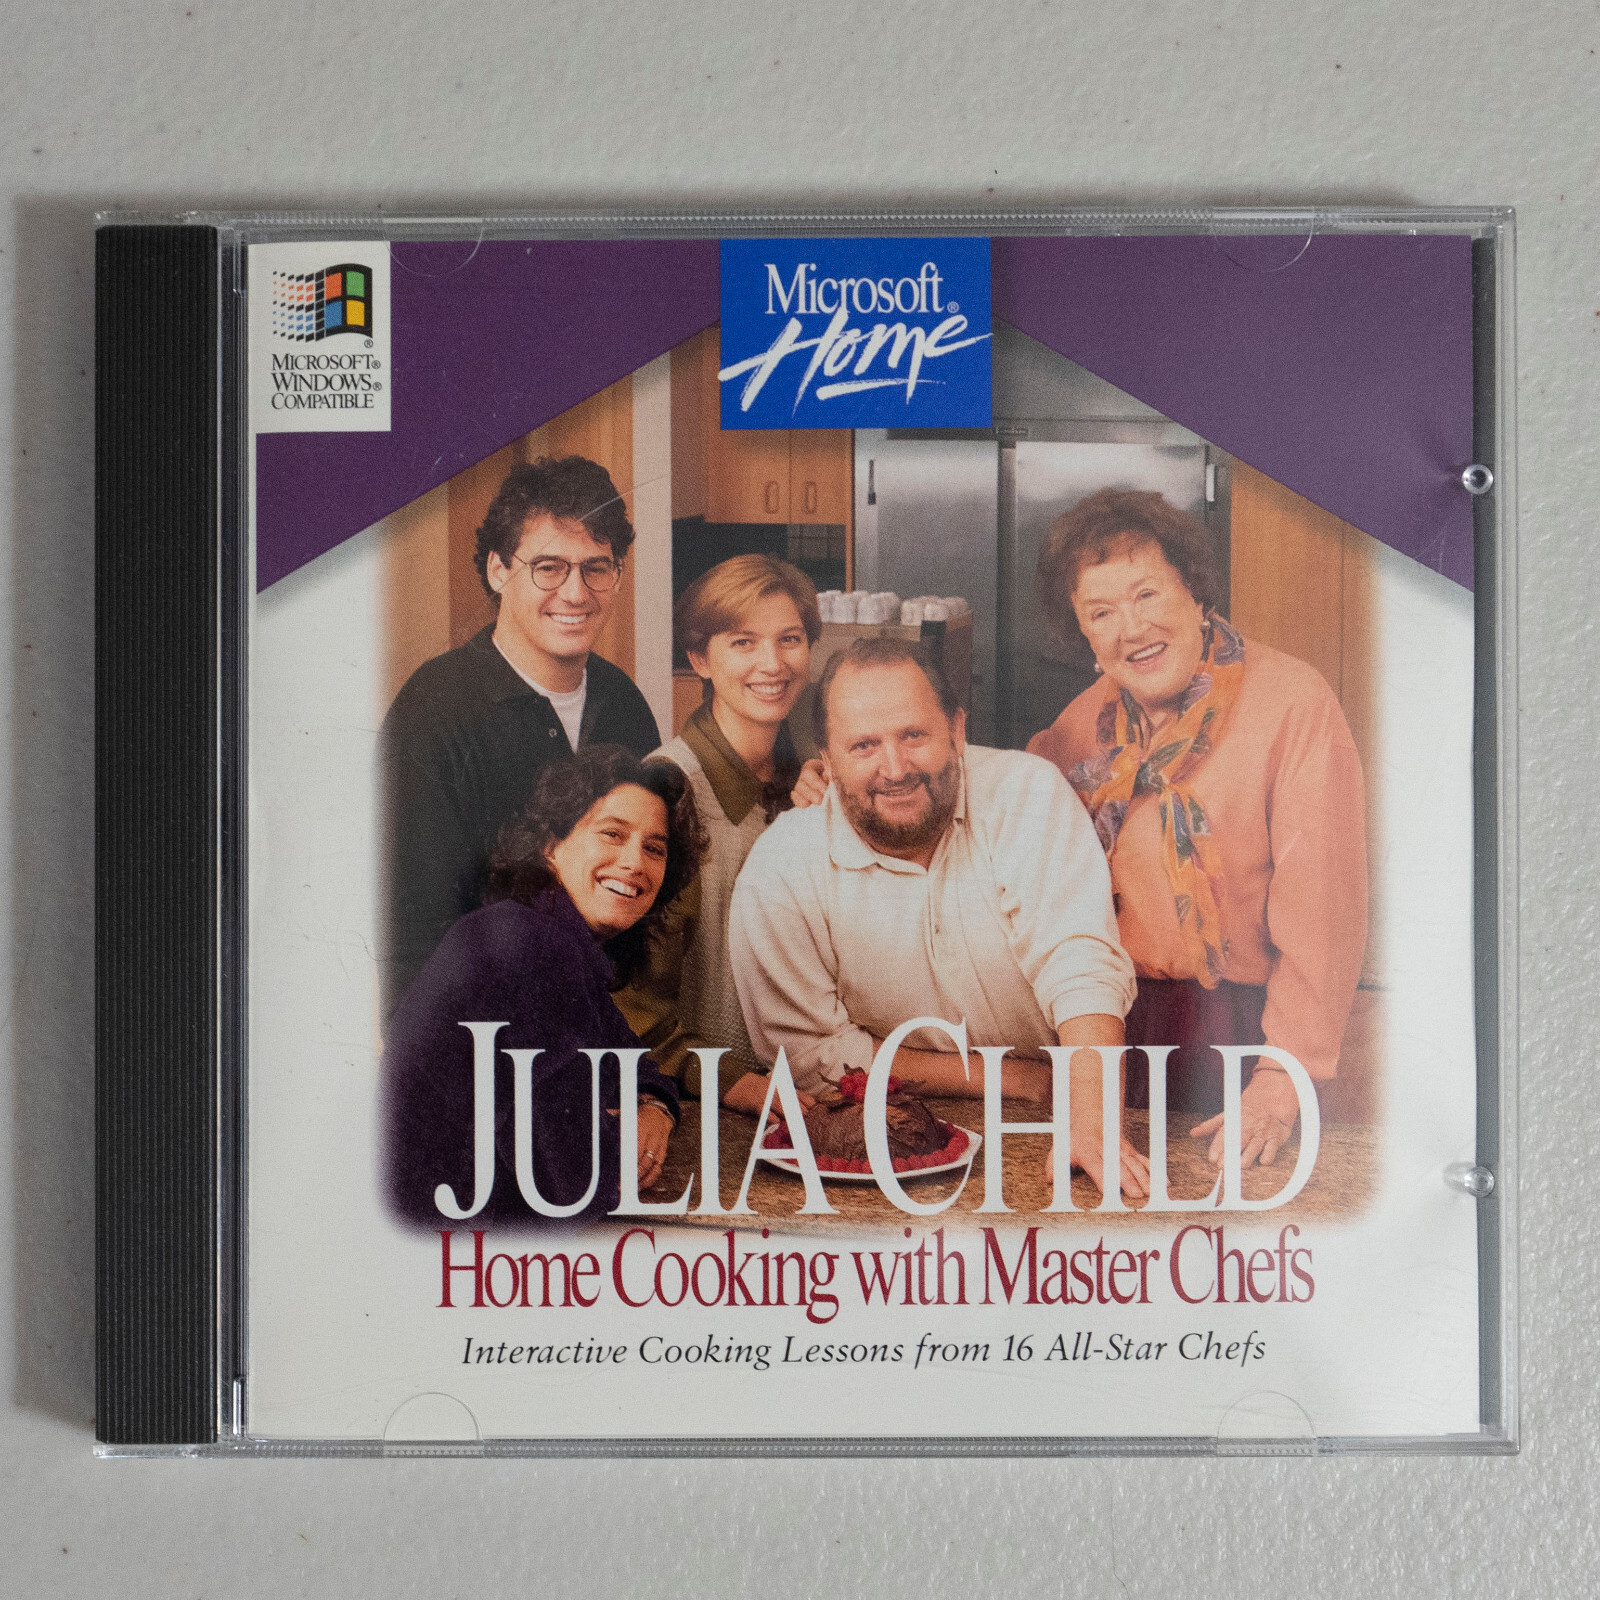 Microsoft®
Home
MICROSOFT®
WINDOWS®
COMPATIBLE
JULIA CHILD
Home Cooking with Master Chefs
Interactive Cooking Lessons from 16 All-Star Chefs